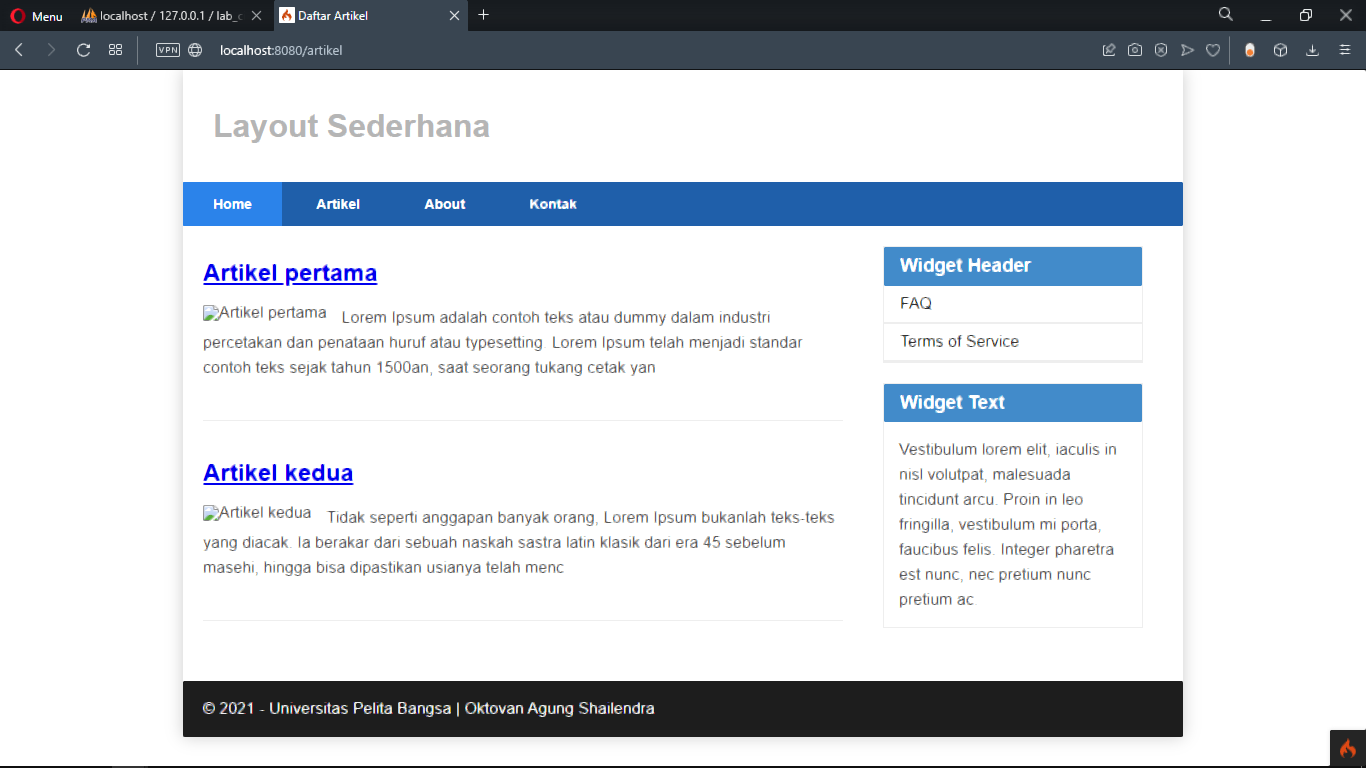 Menu
localhost / 127.0.0.1 / lab_
Daftar Artikel
VPN
localhost:8080/artikel
Layout Sederhana
Home Artikel About Kontak
Artikel pertama
Artikel pertama Lorem Ipsum adalah contoh teks atau dummy dalam industri
percetakan dan penataan huruf atau typesetting. Lorem Ipsum telah menjadi standar
contoh teks sejak tahun 1500an, saat seorang tukang cetak yan
Artikel kedua
Artikel kedua Tidak seperti anggapan banyak orang, Lorem Ipsum bukanlah teks-teks
yang diacak. Ia berakar dari sebuah naskah sastra latin klasik dari era 45 sebelum
masehi, hingga bisa dipastikan usianya telah menc
Widget Header
FAQ
Terms of Service
Widget Text
Vestibulum lorem elit, iaculis in
nisl volutpat, malesuada
tincidunt arcu. Proin in leo
fringilla, vestibulum mi porta,
faucibus felis. Integer pharetra
est nunc, nec pretium nunc
pretium ac.
© 2021 - Universitas Pelita Bangsa | Oktovan Agung Shailendra